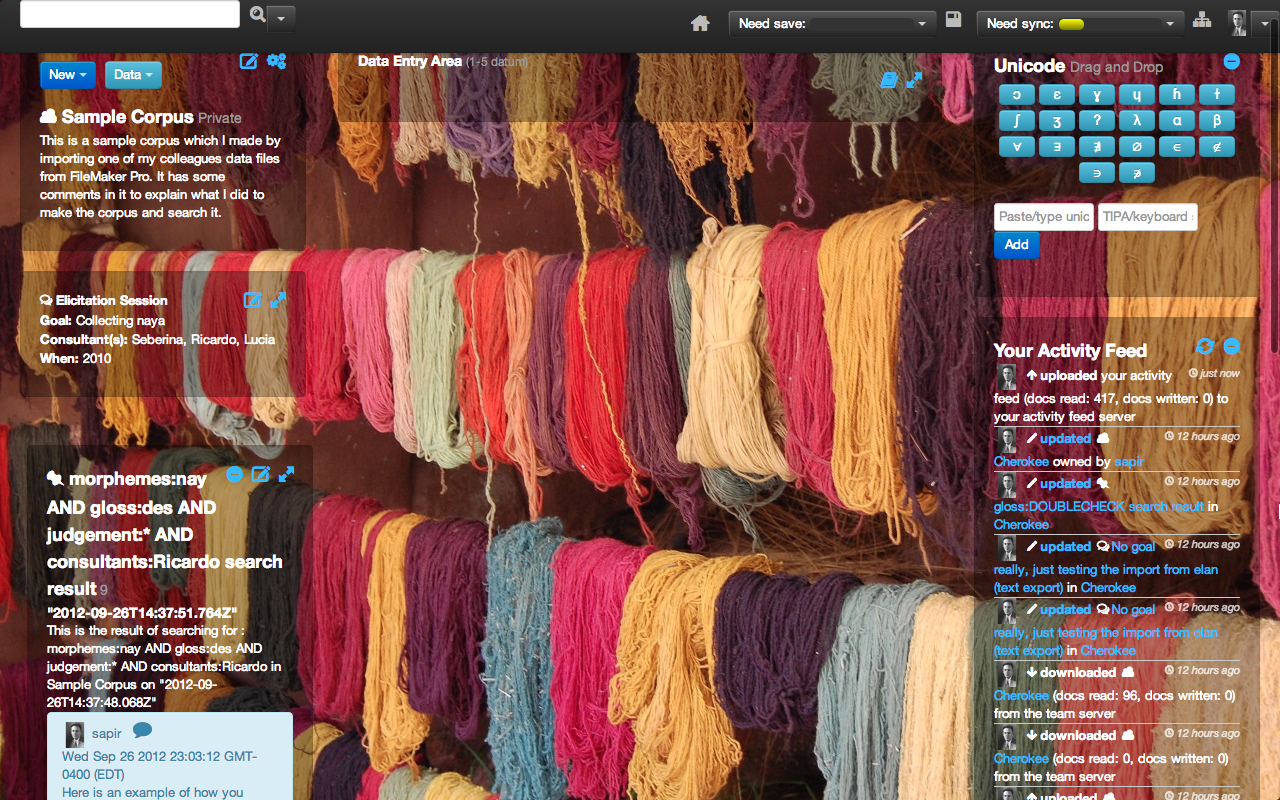 Need save:
Need sync:
New
Data
Sample Corpus Private
This is a sample corpus which I made by
importing one of my colleagues data files
from FileMaker Pro. It has some
comments in it to explain what I did to
make the corpus and search it.
Elicitation Session
Goal: Collecting naya
Consultant(s): Seberina, Ricardo, Lucia
When: 2010
morphemes:nay
AND gloss:des AND
judgement:* AND
consultants:Ricardo search
result 9
"2012-09-26T14:37:51.764Z"
This is the result of searching for :
morphemes:nay AND gloss:des AND
judgement:* AND consultants:Ricardo in
Sample Corpus on "2012-09-
26T14:37:48.068Z"
sapir
Wed Sep 26 2012 23:03:12 GMT-
0400 (EDT)
Here is an example of how you
Data Entry Area (1-5 datum)
Unicode Drag and Drop
ɔ ɛ ɣ ɥ ɦ ɫ
ʃ ʒ ʔ λ ɑ β
∀ ∃ ∄ ∅ ∈ ∉
∋ ∌
Paste/type unic
TIPA/keyboard
Add
Your Activity Feed
uploaded your activity just now
feed (docs read: 417, docs written: 0) to
your activity feed server
updated 12 hours ago
Cherokee owned by sapir
updated 12 hours ago
gloss:DOUBLECHECK search result in
Cherokee
updated No goal 12 hours ago
really, just testing the import from elan
(text export) in Cherokee
updated No goal 12 hours ago
really, just testing the import from elan
(text export) in Cherokee
downloaded 12 hours ago
Cherokee (docs read: 96, docs written: 0)
from the team server
downloaded 12 hours ago
Cherokee (docs read: 0, docs written: 0)
from the team server
uploaded 12 hours ago